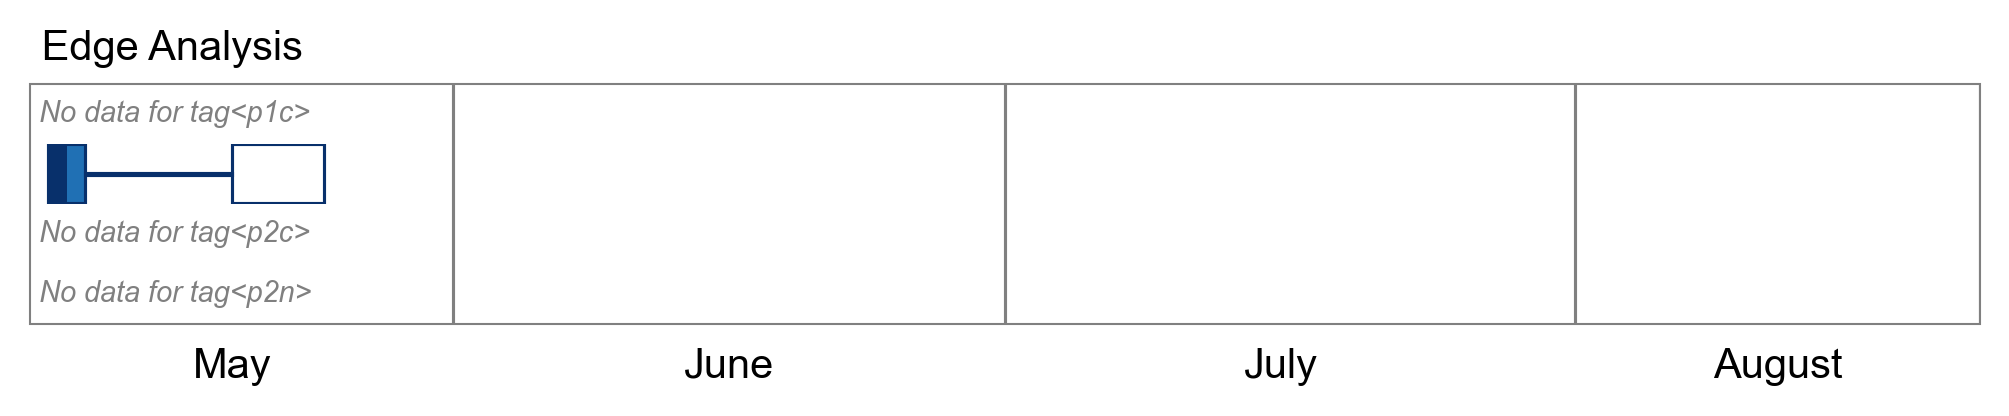 Edge Analysis
No data for tag<p1c>
No data for tag<p2c>
No data for tag<p2n>
May June July August